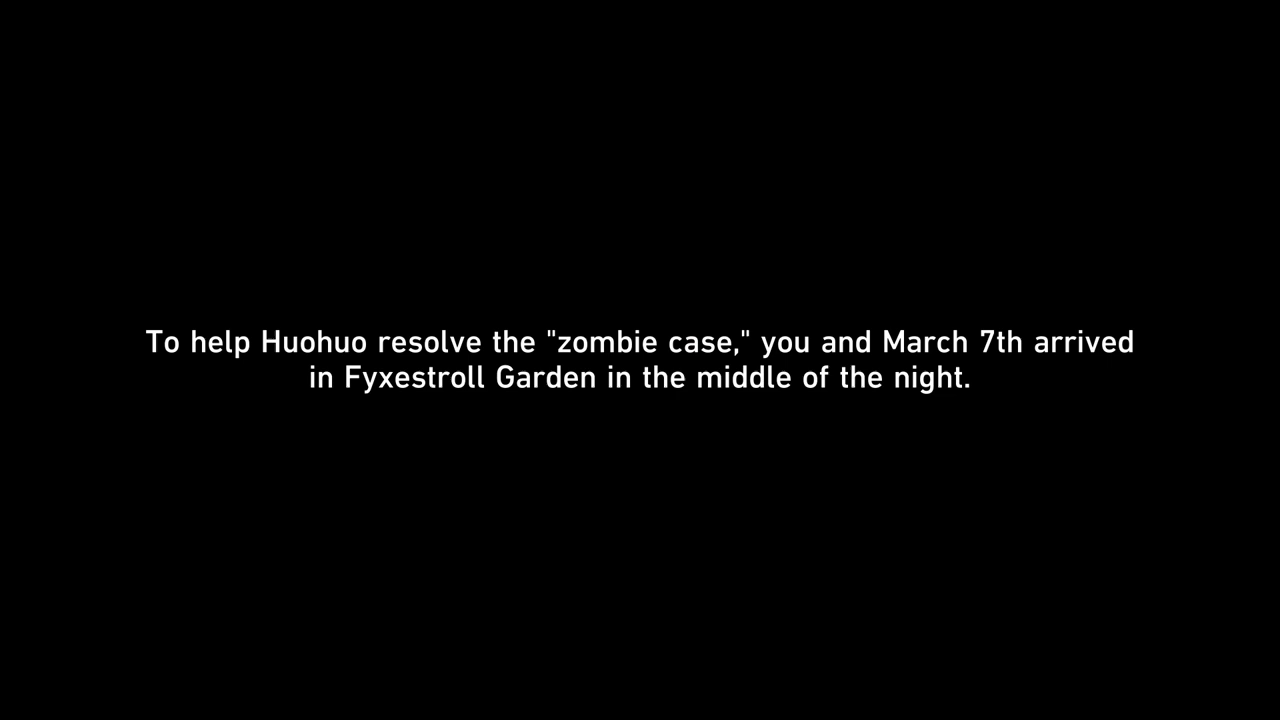 To help Huohuo resolve the "zombie case," you and March 7th arrived
in Fyxestroll Garden in the middle of the night.